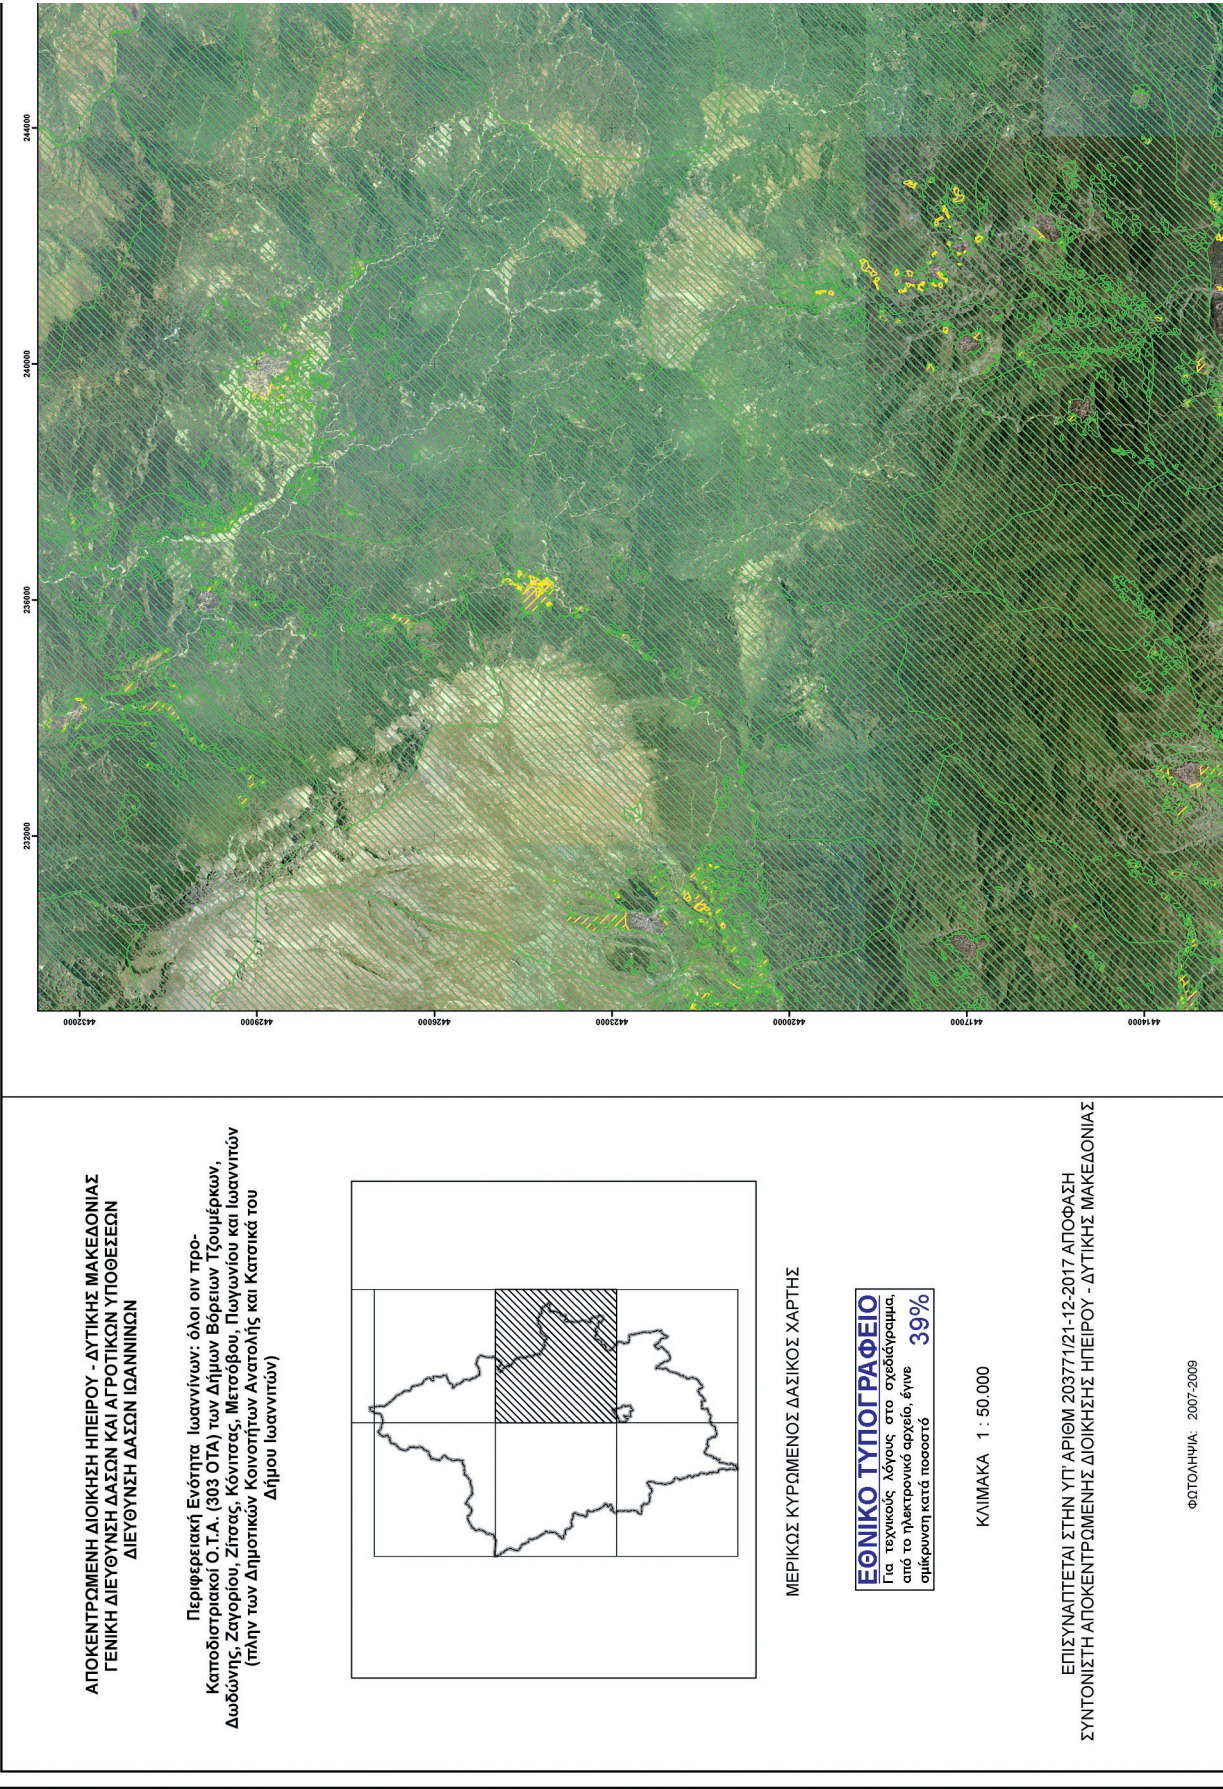 ΑΠΟΚΕΝΤΡΩΜΕΝΗ ΔΙΟΙΚΗΣΗ ΗΠΕΙΡΟΥ - ΔΥΤΙΚΗΣ ΜΑΚΕΔΟΝΙΑΣ
ΓΕΝΙΚΗ ΔΙΕΥΘΥΝΣΗ ΔΑΣΩΝ ΚΑΙ ΑΓΡΟΤΙΚΩΝ ΥΠΟΘΕΣΕΩΝ
ΔΙΕΥΘΥΝΣΗ ΔΑΣΩΝ ΙΩΑΝΝΙΝΩΝ
Περιφερειακή Ενότητα Ιωαννίνων: όλοι οιν προ-
Καποδιστριακοί Ο.Τ.Α. (303 ΟΤΑ) των Δήμων Βόρειων Τζουμέρκων,
Δωδώνης, Ζαγορίου, Ζίτσας, Κόνιτσας, Μετσόβου, Πωγωνίου και Ιωαννιτών
(πλην των Δημοτικών Κοινοτήτων Ανατολής και Κατσικά του
Δήμου Ιωαννιτών)
ΜΕΡΙΚΩΣ ΚΥΡΩΜΕΝΟΣ ΔΑΣΙΚΟΣ ΧΑΡΤΗΣ
ΕΘΝΙΚΟ ΤΥΠΟΓΡΑΦΕΙΟ
Για τεχνικούς λόγους στο σχεδιάγραμμα,
από το ηλεκτρονικό αρχείο, έγινε
σμίκρυνση κατά ποσοστό 39%
ΚΛΙΜΑΚΑ 1 : 50.000
ΕΠΙΣΥΝΑΠΤΕΤΑΙ ΣΤΗΝ ΥΠ' ΑΡΙΘΜ 203771/21-12-2017 ΑΠΟΦΑΣΗ
ΣΥΝΤΟΝΙΣΤΗ ΑΠΟΚΕΝΤΡΩΜΕΝΗΣ ΔΙΟΙΚΗΣΗΣ ΗΠΕΙΡΟΥ - ΔΥΤΙΚΗΣ ΜΑΚΕΔΟΝΙΑΣ
ΦΩΤΟΛΗΨΙΑ: 2007-2009
232000
236000
240000
244000
4432000
4429000
4426000
4423000
4420000
4417000
4414000